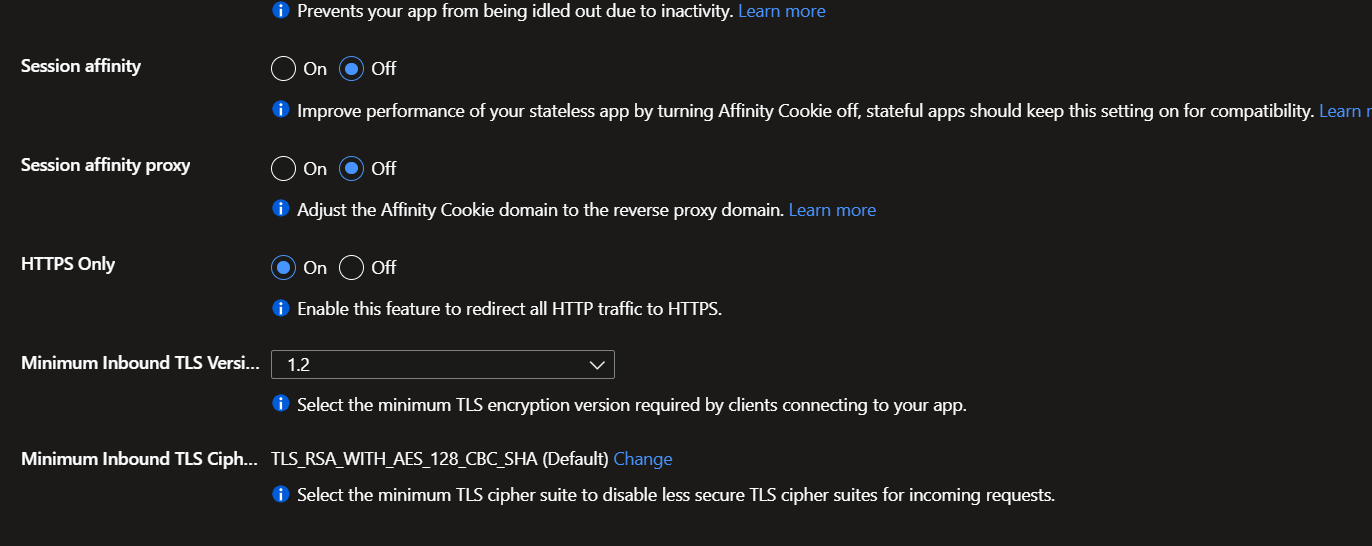 Prevents your app from being idled out due to inactivity. Learn more
Session affinity
On Off
Improve performance of your stateless app by turning Affinity Cookie off, stateful apps should keep this setting on for compatibility. Learn
Session affinity proxy
On Off
Adjust the Affinity Cookie domain to the reverse proxy domain. Learn more
HTTPS Only
On Off
Enable this feature to redirect all HTTP traffic to HTTPS.
Minimum Inbound TLS Versi...
1.2
Select the minimum TLS encryption version required by clients connecting to your app.
Minimum Inbound TLS Ciph...
TLS_RSA_WITH_AES_128_CBC_SHA (Default) Change
Select the minimum TLS cipher suite to disable less secure TLS cipher suites for incoming requests.